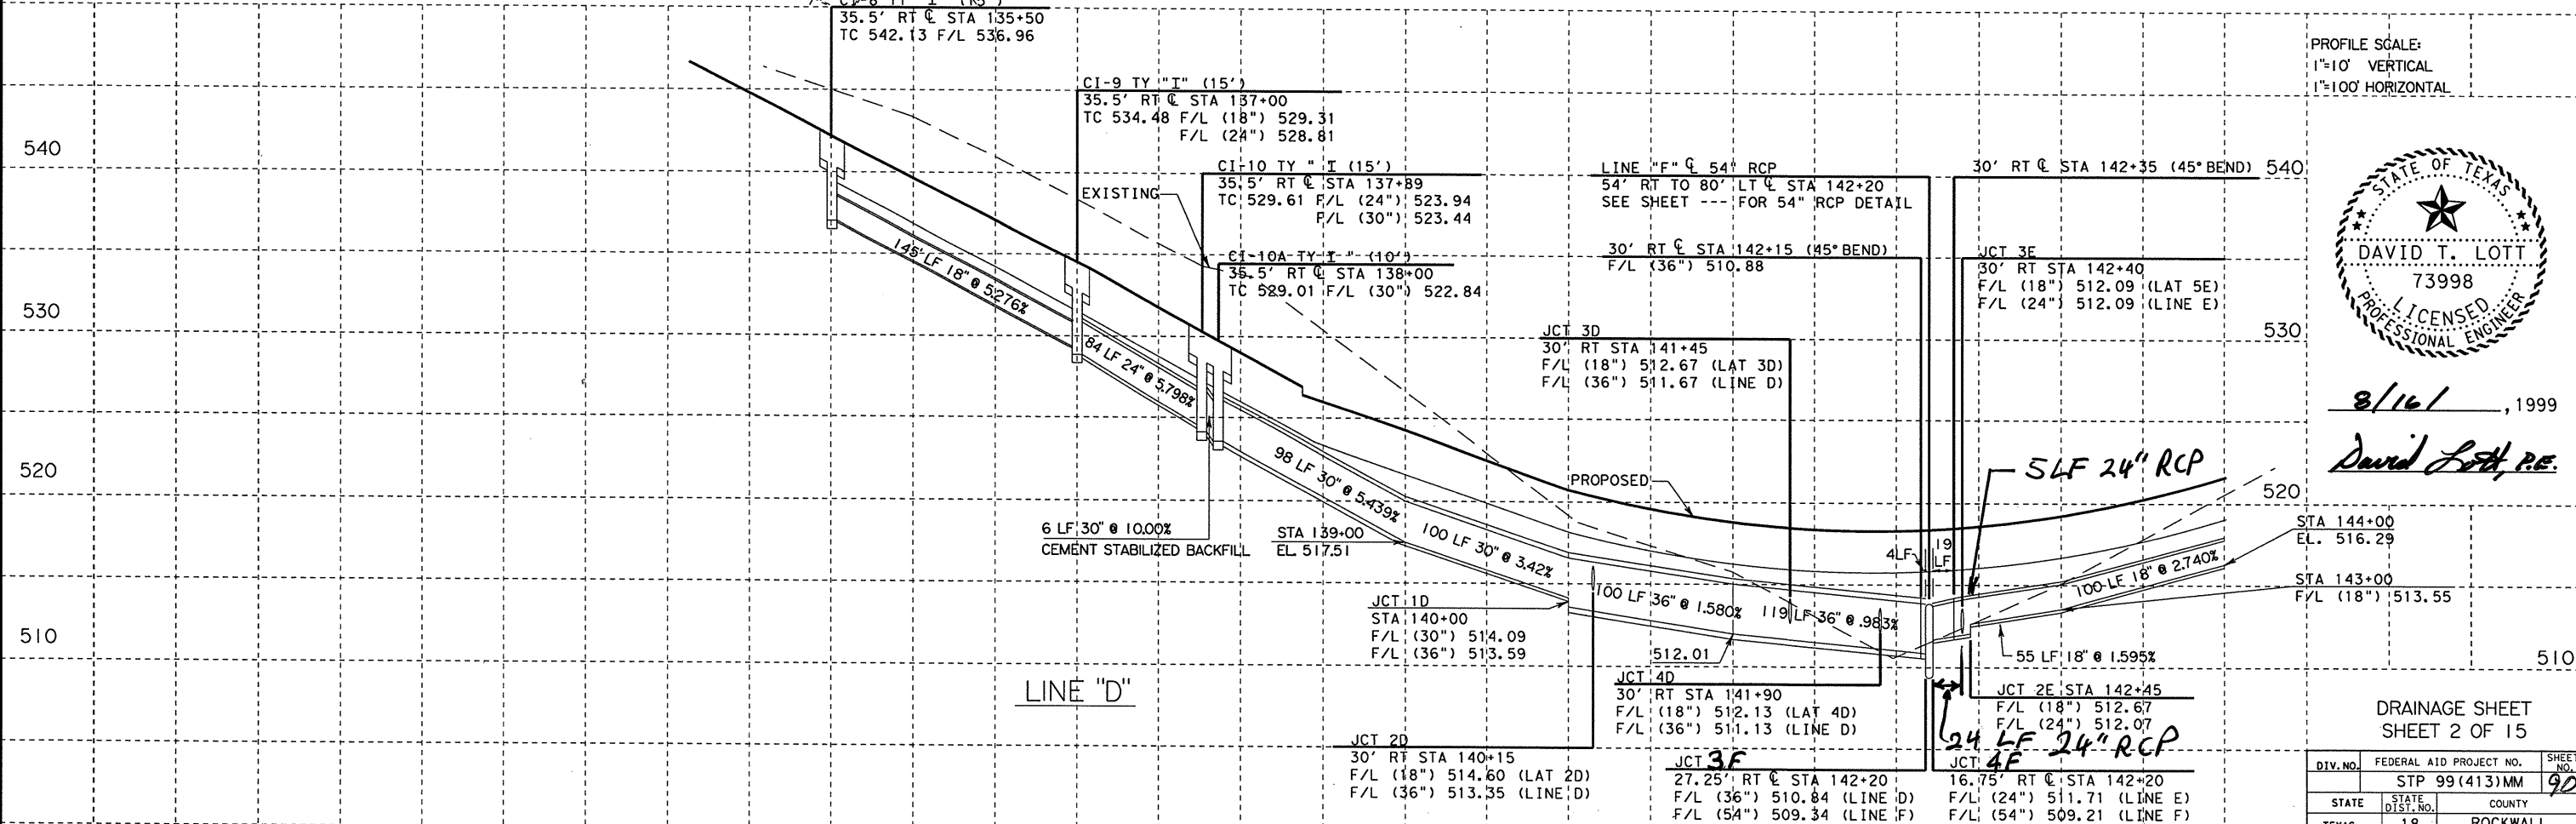 35.5' RT ℄ STA 135+50
TC 542.13 F/L 536.96
PROFILE SCALE:
1"=10' VERTICAL
1"=100' HORIZONTAL
CI-9 TY "I" (15')
35.5' RT ℄ STA 137+00
TC 534.48 F/L (18") 529.31
F/L (24") 528.81
540
CI-10 TY " I (15')
35.5' RT ℄ STA 137+89
TC 529.61 F/L (24") 523.94
F/L (30") 523.44
EXISTING
LINE "F" ℄ 54" RCP
54' RT TO 80' LT ℄ STA 142+20
SEE SHEET --- FOR 54" RCP DETAIL
30' RT ℄ STA 142+35 (45° BEND)
540
STATE OF TEXAS
DAVID T. LOTT
73998
LICENSED
PROFESSIONAL ENGINEER
CI-10A TY I " (10')
35.5' RT ℄ STA 138+00
TC 529.01 F/L (30") 522.84
30' RT ℄ STA 142+15 (45° BEND)
F/L (36") 510.88
JCT 3E
30' RT STA 142+40
F/L (18") 512.09 (LAT 5E)
F/L (24") 512.09 (LINE E)
145' LF 18" @ 5.276%
530
84 LF 24" @ 5.798%
JCT 3D
30' RT STA 141+45
F/L (18") 512.67 (LAT 3D)
F/L (36") 511.67 (LINE D)
530
8/16/ , 1999
David Lott, P.E.
520
98 LF 30" @ 5.439%
PROPOSED
5 LF 24" RCP
520
6 LF 30" @ 10.00%
CEMENT STABILIZED BACKFILL
STA 139+00
EL. 517.51
100 LF 30" @ 3.42%
4LF
19
LF
100 LF 18" @ 2.740%
STA 144+00
EL. 516.29
STA 143+00
F/L (18") 513.55
510
JCT 1D
STA 140+00
F/L (30") 514.09
F/L (36") 513.59
100 LF 36" @ 1.580%
119 LF 36" @ .983%
512.01
55 LF 18" @ 1.595%
510
LINE "D"
JCT 4D
30' RT STA 141+90
F/L (18") 512.13 (LAT 4D)
F/L (36") 511.13 (LINE D)
JCT 2E STA 142+45
F/L (18") 512.67
F/L (24") 512.07
24 LF 24" RCP
JCT 2D
30' RT STA 140+15
F/L (18") 514.60 (LAT 2D)
F/L (36") 513.35 (LINE D)
JCT 3F
27.25' RT ℄ STA 142+20
F/L (36") 510.84 (LINE D)
F/L (54") 509.34 (LINE F)
JCT 4F
16.75' RT ℄ STA 142+20
F/L (24") 511.71 (LINE E)
F/L (54") 509.21 (LINE F)
DRAINAGE SHEET
SHEET 2 OF 15
DIV. NO. FEDERAL AID PROJECT NO. SHEET NO.
STP 99(413)MM
STATE STATE DIST. NO. COUNTY
18 ROCKWALL